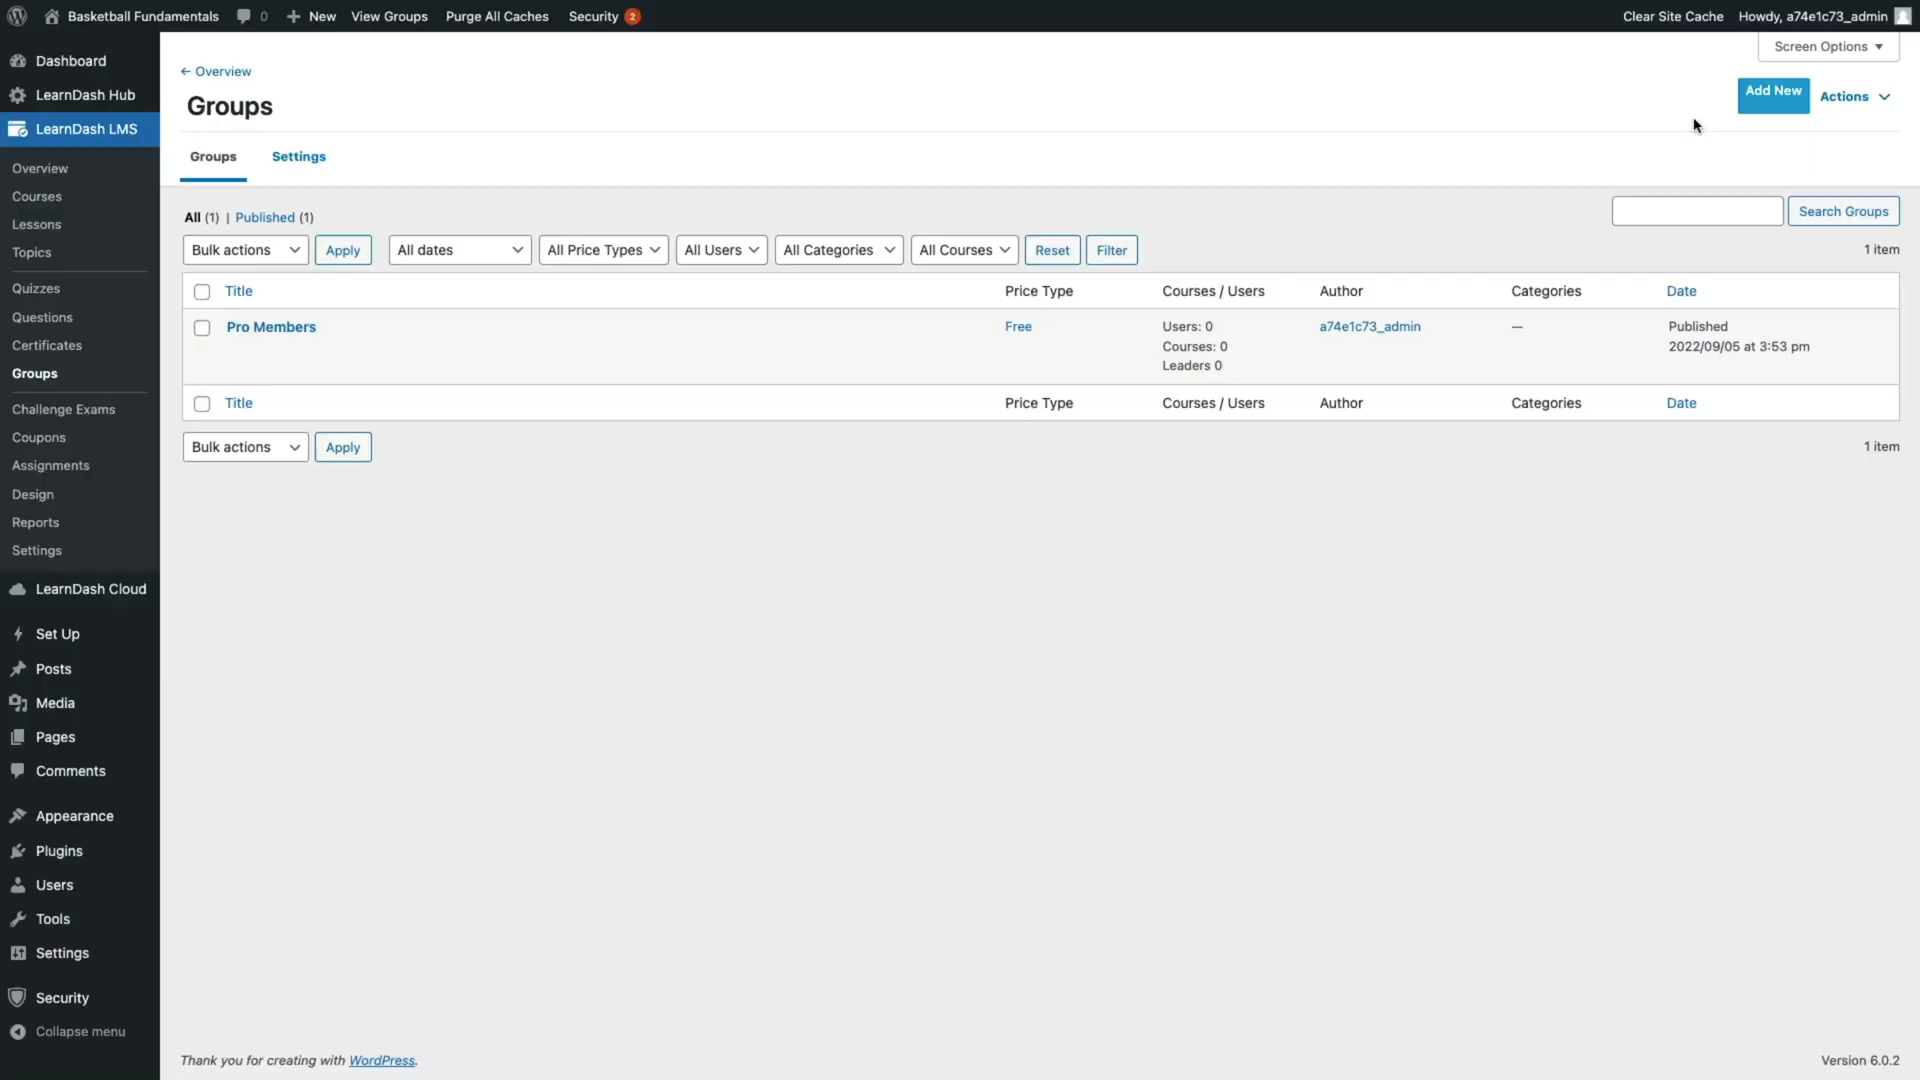 Basketball Fundamentals 0 New View Groups Purge All Caches Security 2 Clear Site Cache Howdy, a74e1c73_admin
Screen Options
Dashboard
LearnDash Hub
LearnDash LMS
Overview
Courses
Lessons
Topics
Quizzes
Questions
Certificates
Groups
Challenge Exams
Coupons
Assignments
Design
Reports
Settings
LearnDash Cloud
Set Up
Posts
Media
Pages
Comments
Appearance
Plugins
Users
Tools
Settings
Security
Collapse menu
← Overview
Groups
Add New Actions
Groups Settings
All (1) | Published (1)
Search Groups
Bulk actions Apply All dates All Price Types All Users All Categories All Courses Reset Filter 1 item
Title Price Type Courses / Users Author Categories Date
Pro Members Free Users: 0 a74e1c73_admin — Published
Courses: 0 2022/09/05 at 3:53 pm
Leaders 0
Title Price Type Courses / Users Author Categories Date
Bulk actions Apply 1 item
Thank you for creating with WordPress. Version 6.0.2